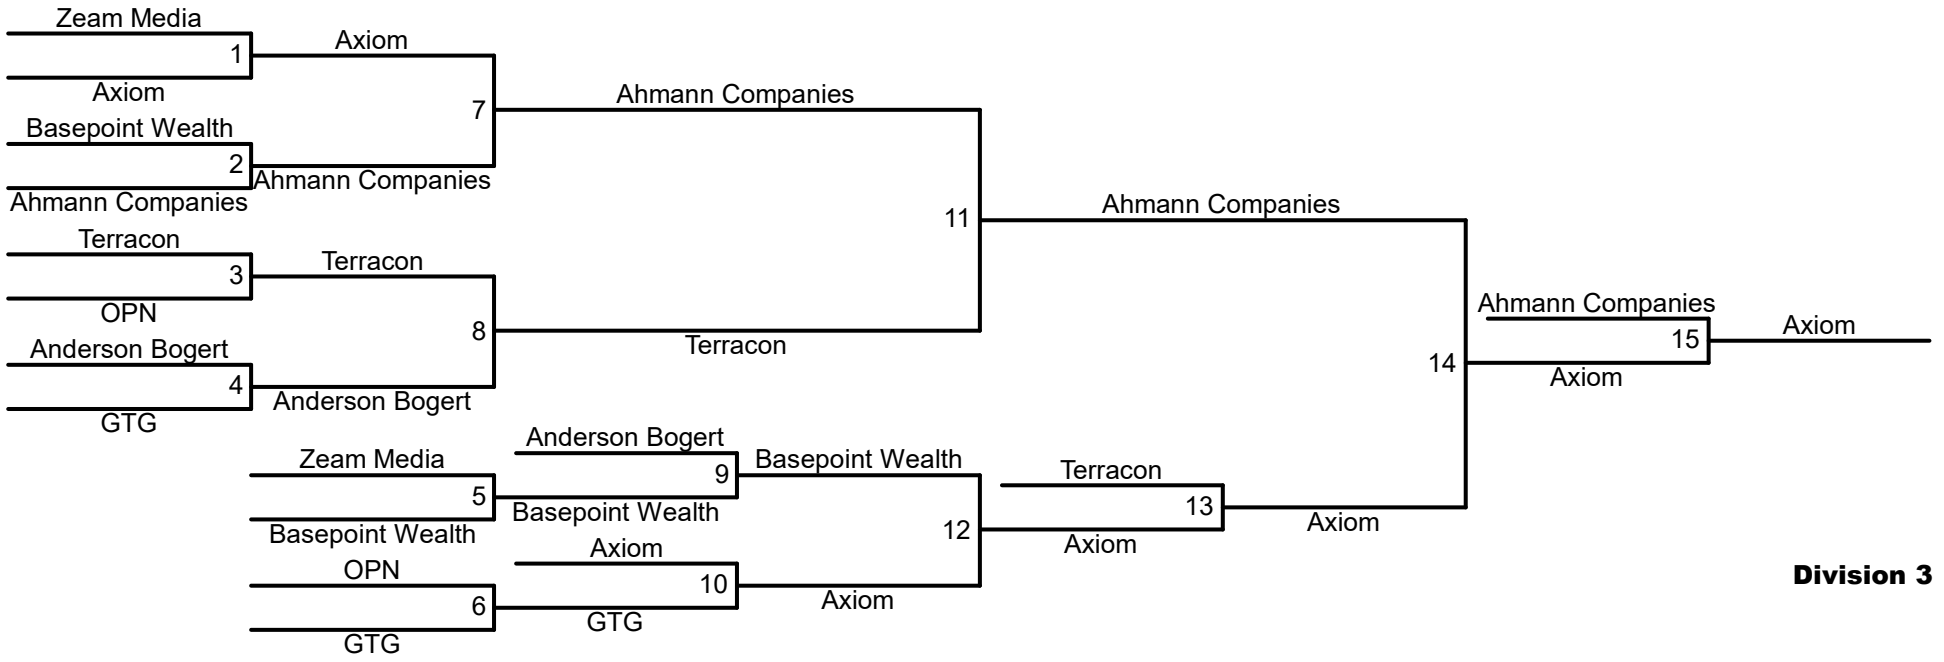 Zeam Media
1
Axiom
Axiom
7
Basepoint Wealth
2
Ahmann Companies
Ahmann Companies
Ahmann Companies
Terracon
3
OPN
Terracon
8
Anderson Bogert
4
GTG
Anderson Bogert
Terracon
11
Ahmann Companies
Zeam Media
5
Basepoint Wealth
Anderson Bogert
9
Basepoint Wealth
Basepoint Wealth
OPN
6
GTG
Axiom
10
GTG
Axiom
12
Terracon
13
Axiom
Axiom
14
Ahmann Companies
15
Axiom
Axiom
Division 3